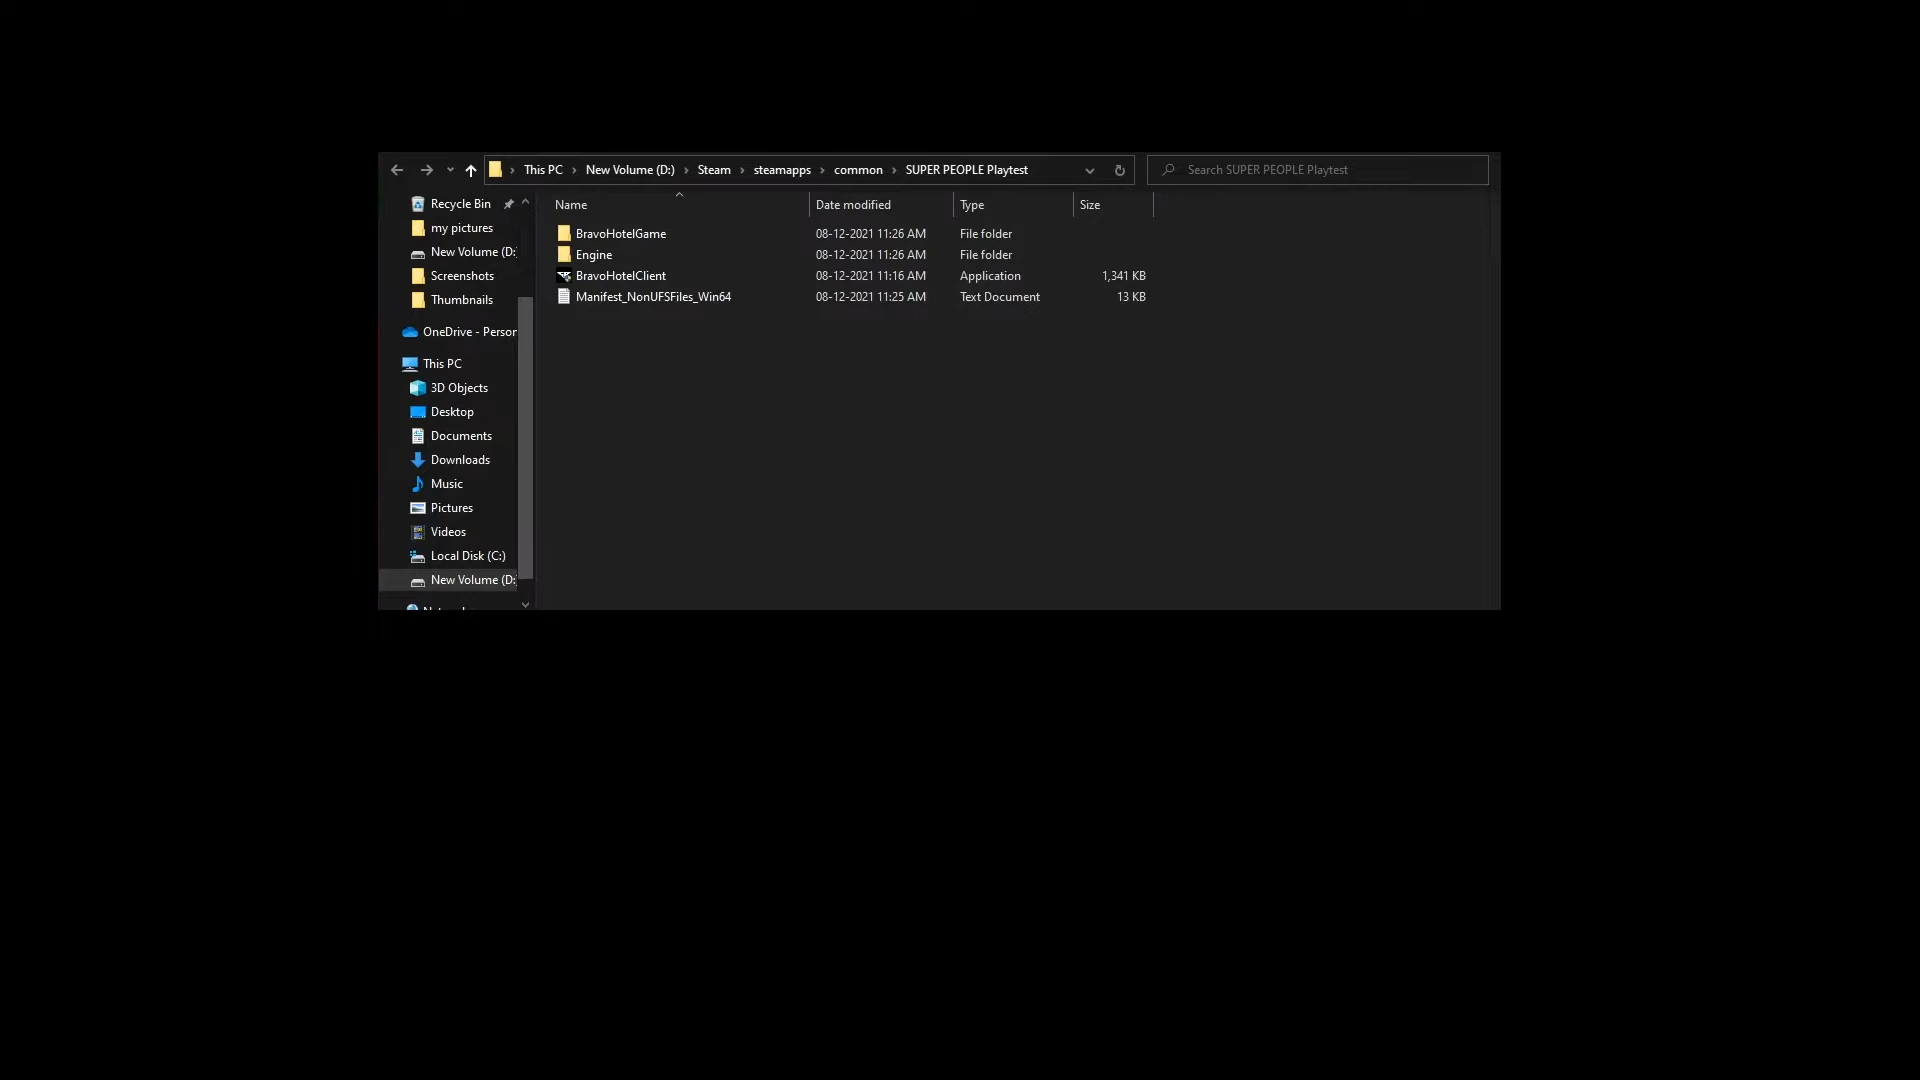 This PC > New Volume (D:) > Steam > steamapps > common > SUPER PEOPLE Playtest
Search SUPER PEOPLE Playtest
Recycle Bin
my pictures
New Volume (D:
Screenshots
Thumbnails
OneDrive - Person
This PC
3D Objects
Desktop
Documents
Downloads
Music
Pictures
Videos
Local Disk (C:)
New Volume (D:
Name Date modified Type Size
BravoHotelGame 08-12-2021 11:26 AM File folder
Engine 08-12-2021 11:26 AM File folder
BravoHotelClient 08-12-2021 11:16 AM Application 1,341 KB
Manifest_NonUFSFiles_Win64 08-12-2021 11:25 AM Text Document 13 KB